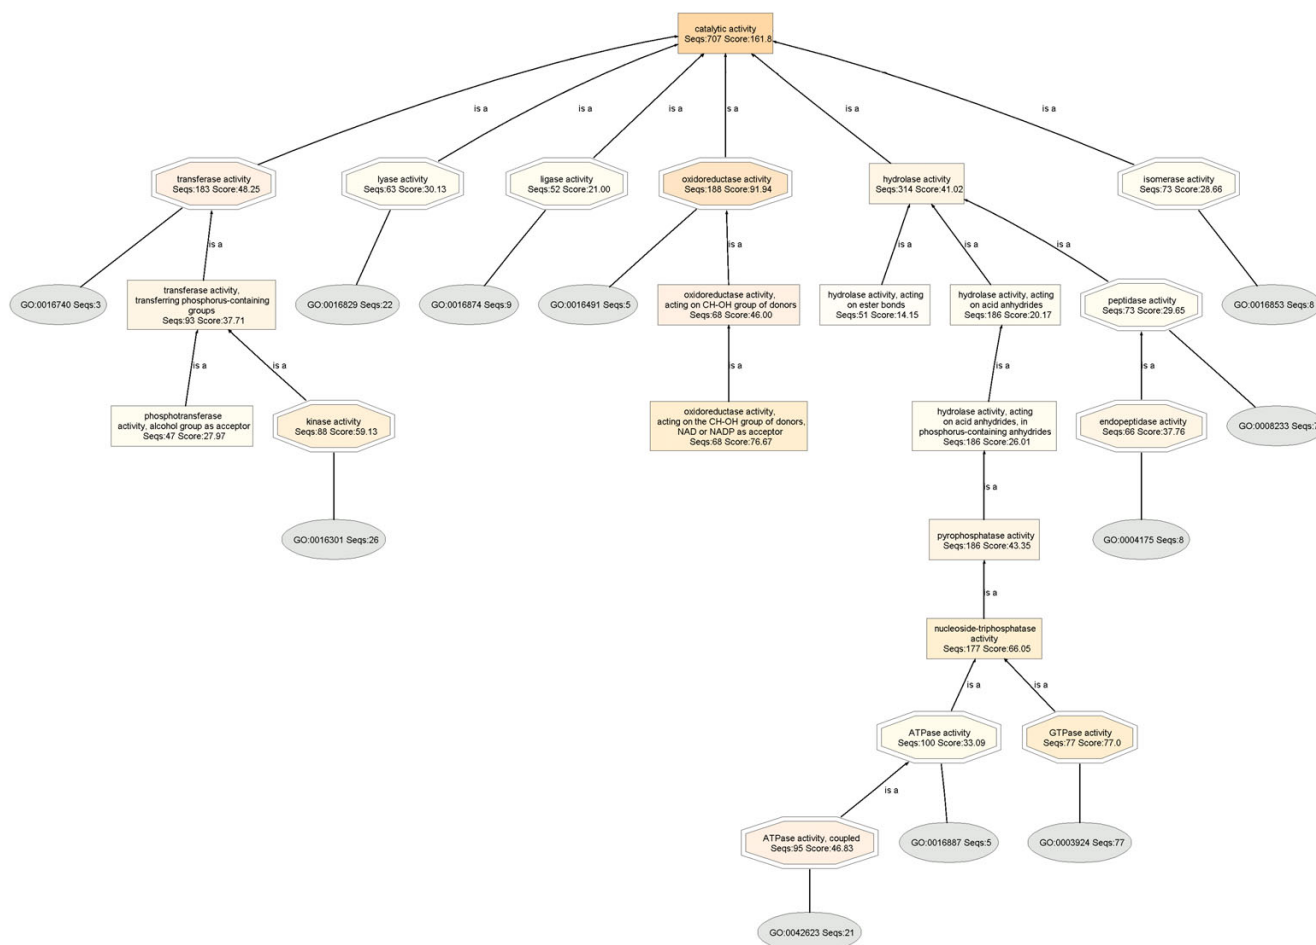 catalytic activity
Seqs:707 Score:161.8
is a
is a
is a
is a
is a
is a
transferase activity
Seqs:183 Score:48.25
lyase activity
Seqs:63 Score:30.13
ligase activity
Seqs:52 Score:21.00
oxidoreductase activity
Seqs:188 Score:91.94
hydrolase activity
Seqs:314 Score:41.02
isomerase activity
Seqs:73 Score:28.66
is a
is a
is a
is a
is a
GO:0016740 Seqs:3
transferase activity,
transferring phosphorus-containing
groups
Seqs:93 Score:37.71
GO:0016829 Seqs:22
GO:0016874 Seqs:9
GO:0016491 Seqs:5
oxidoreductase activity,
acting on CH-OH group of donors
Seqs:68 Score:46.00
hydrolase activity, acting
on ester bonds
Seqs:51 Score:14.15
hydrolase activity, acting
on acid anhydrides
Seqs:186 Score:20.17
peptidase activity
Seqs:73 Score:29.65
GO:0016853 Seqs:8
is a
is a
is a
is a
is a
phosphotransferase
activity, alcohol group as acceptor
Seqs:47 Score:27.97
kinase activity
Seqs:88 Score:59.13
oxidoreductase activity,
acting on the CH-OH group of donors,
NAD or NADP as acceptor
Seqs:68 Score:76.67
hydrolase activity, acting
on acid anhydrides, in
phosphorus-containing anhydrides
Seqs:186 Score:26.01
endopeptidase activity
Seqs:66 Score:37.76
GO:0008233 Seqs:7
is a
GO:0016301 Seqs:26
pyrophosphatase activity
Seqs:186 Score:43.35
GO:0004175 Seqs:8
is a
nucleoside-triphosphatase
activity
Seqs:177 Score:66.05
is a
is a
ATPase activity
Seqs:100 Score:33.09
GTPase activity
Seqs:77 Score:77.0
is a
ATPase activity, coupled
Seqs:95 Score:46.83
GO:0016887 Seqs:5
GO:0003924 Seqs:77
GO:0042623 Seqs:21